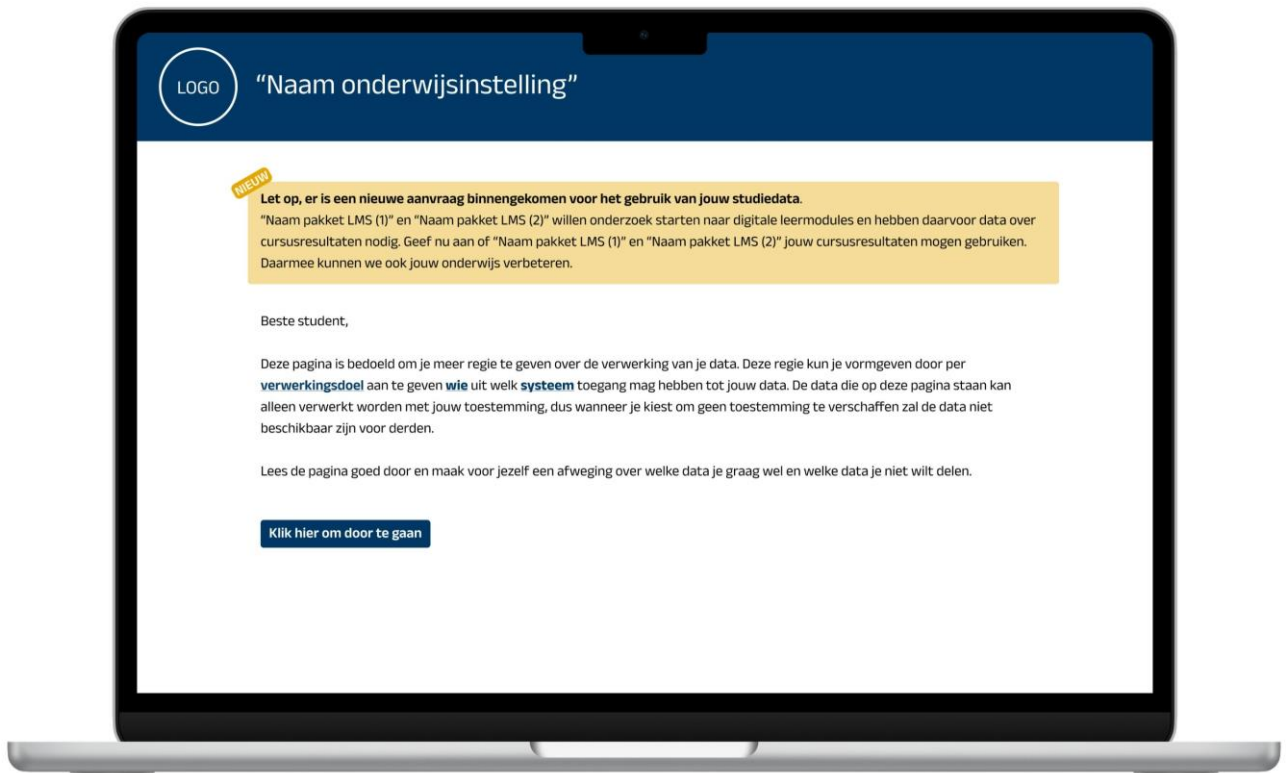 LOGO
“Naam onderwijsinstelling”
NIEUW
Let op, er is een nieuwe aanvraag binnengekomen voor het gebruik van jouw studiedata.
“Naam pakket LMS (1)” en “Naam pakket LMS (2)” willen onderzoek starten naar digitale leermodules en hebben daarvoor data over
cursusresultaten nodig. Geef nu aan of “Naam pakket LMS (1)” en “Naam pakket LMS (2)” jouw cursusresultaten mogen gebruiken.
Daarmee kunnen we ook jouw onderwijs verbeteren.
Beste student,
Deze pagina is bedoeld om je meer regie te geven over de verwerking van je data. Deze regie kun je vormgeven door per
verwerkingsdoel aan te geven wie uit welk systeem toegang mag hebben tot jouw data. De data die op deze pagina staan kan
alleen verwerkt worden met jouw toestemming, dus wanneer je kiest om geen toestemming te verschaffen zal de data niet
beschikbaar zijn voor derden.
Lees de pagina goed door en maak voor jezelf een afweging over welke data je graag wel en welke data je niet wilt delen.
Klik hier om door te gaan